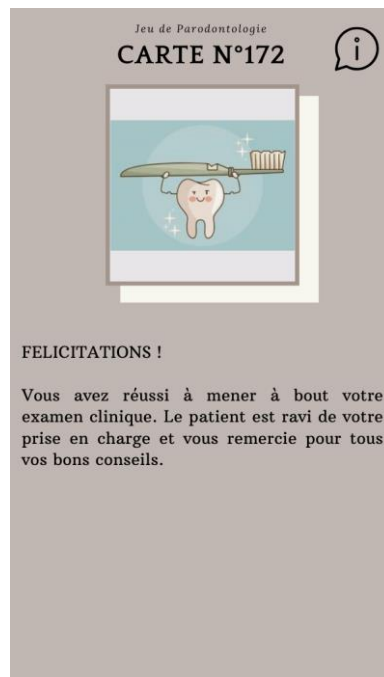 Jeu de Parodontologie
CARTE N°172
i
FELICITATIONS !
Vous avez réussi à mener à bout votre
examen clinique. Le patient est ravi de votre
prise en charge et vous remercie pour tous
vos bons conseils.